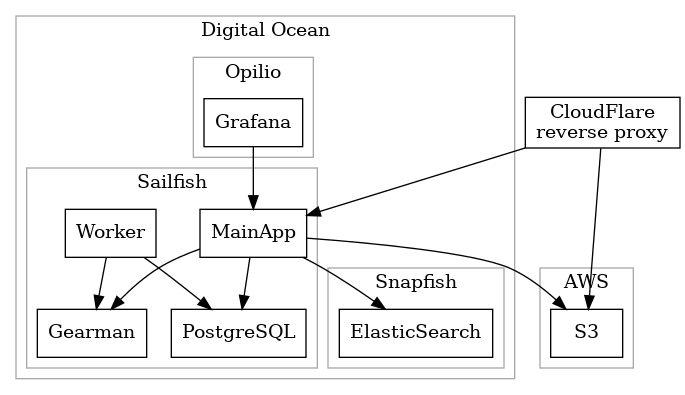 Digital Ocean
Opilio
Grafana
CloudFlare
reverse proxy
Sailfish
Worker
MainApp
Snapfish
AWS
Gearman
PostgreSQL
ElasticSearch
S3